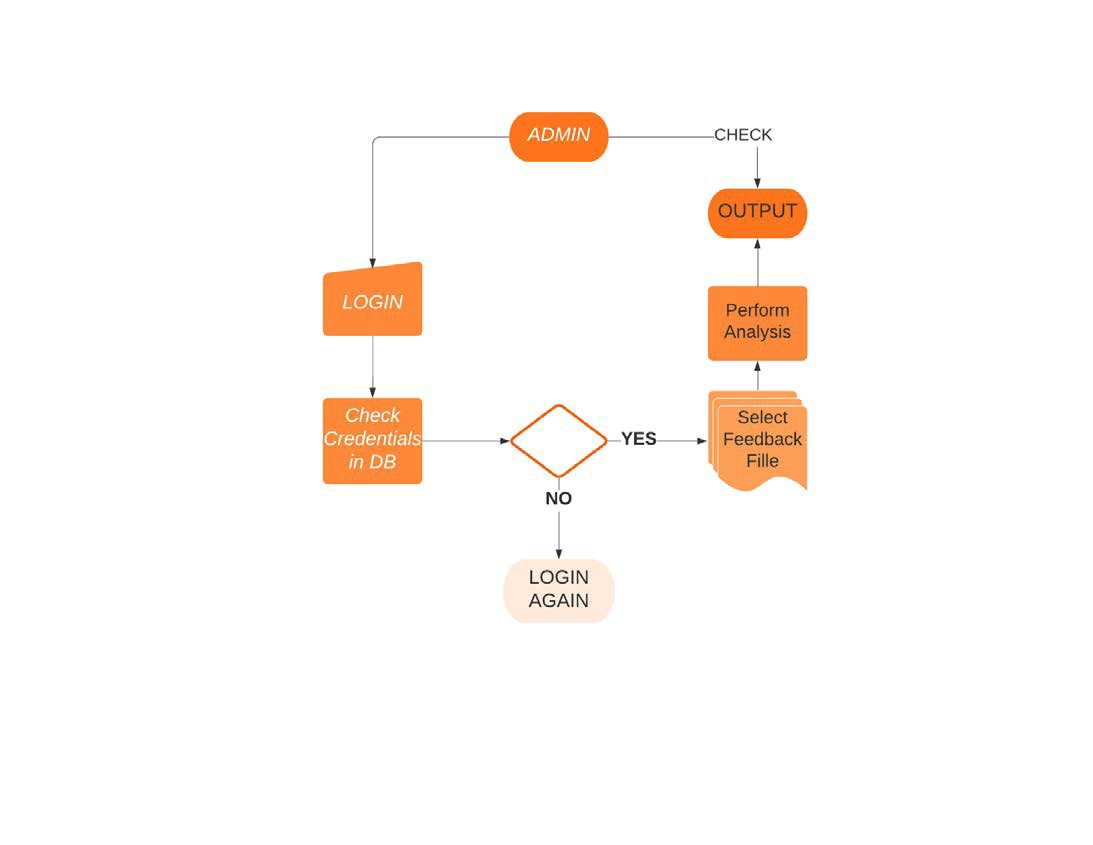 ADMIN
CHECK
OUTPUT
LOGIN
Perform
Analysis
Check
Credentials
in DB
YES
Select
Feedback
Fille
NO
LOGIN
AGAIN